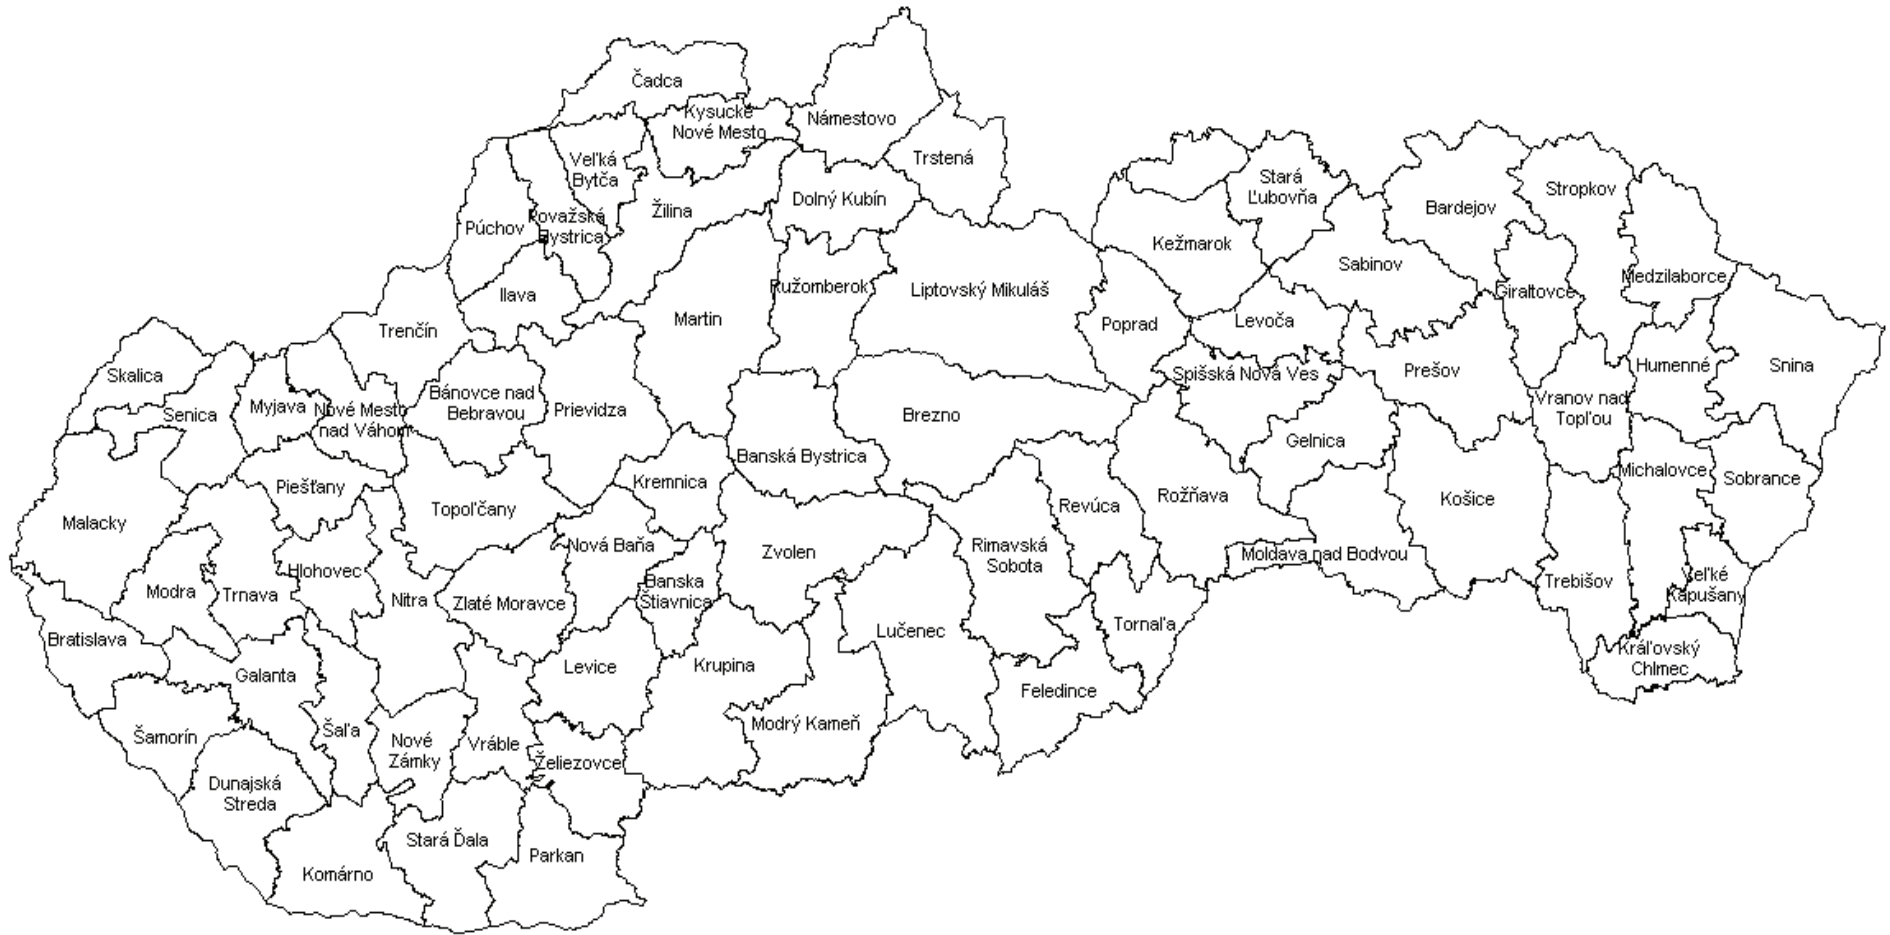 Čadca
Kysucké
Nové Mesto
Námestovo
Trstená
Veľká
Bytča
Považská
Bystrica
Púchov
Žilina
Dolný Kubín
Stará
Ľubovňa
Kežmarok
Bardejov
Stropkov
Sabinov
Giraltovce
Medzilaborce
Ilava
Trenčín
Martin
Ružomberok
Liptovský Mikuláš
Poprad
Levoča
Spišská Nová Ves
Prešov
Humenné
Snina
Vranov nad
Topľou
Skalica
Senica
Myjava
Nové Mesto
nad Váhom
Bánovce nad
Bebravou
Prievidza
Brezno
Banská Bystrica
Gelnica
Michalovce
Sobrance
Malacky
Piešťany
Topoľčany
Kremnica
Zvolen
Revúca
Rožňava
Košice
Nová Baňa
Rimavská
Sobota
Moldava nad Bodvou
Trebišov
Veľké
Kapušany
Modra
Trnava
Hlohovec
Nitra
Zlaté Moravce
Banska
Štiavnica
Lučenec
Tornaľa
Bratislava
Galanta
Levice
Krupina
Feledince
Kráľovský
Chlmec
Šamorín
Šaľa
Nové
Zámky
Vráble
Želiezovce
Modrý Kameň
Dunajská
Streda
Stará Ďala
Parkan
Komárno